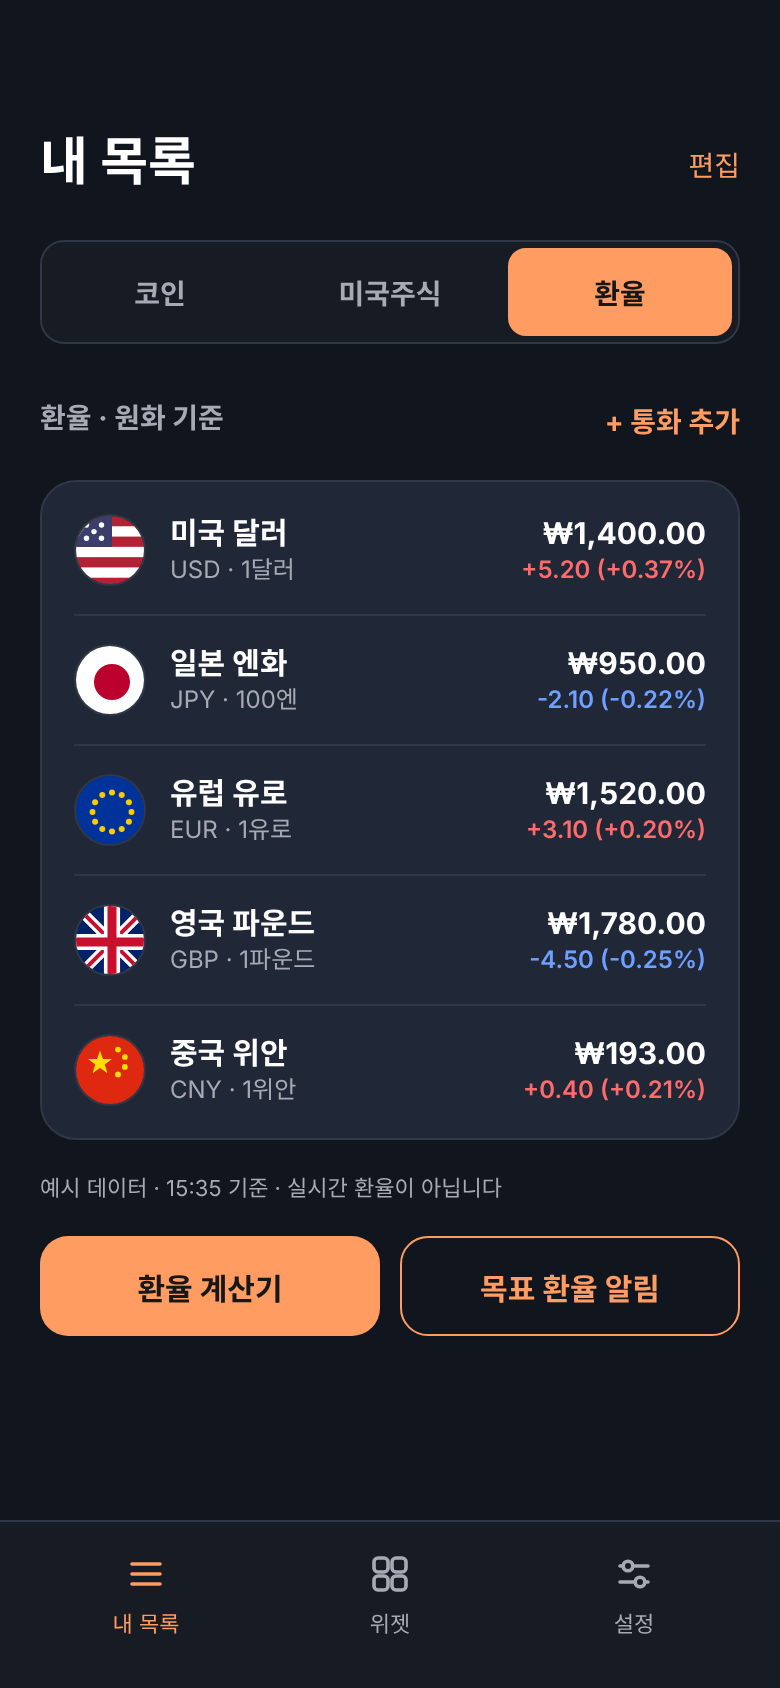 내 목록
편집
코인
미국주식
환율
환율 · 원화 기준
+ 통화 추가
미국 달러
₩1,400.00
USD · 1달러
+5.20 (+0.37%)
일본 엔화
₩950.00
JPY · 100엔
-2.10 (-0.22%)
유럽 유로
₩1,520.00
EUR · 1유로
+3.10 (+0.20%)
영국 파운드
₩1,780.00
GBP · 1파운드
-4.50 (-0.25%)
중국 위안
₩193.00
CNY · 1위안
+0.40 (+0.21%)
예시 데이터 · 15:35 기준 · 실시간 환율이 아닙니다
환율 계산기
목표 환율 알림
내 목록
위젯
설정